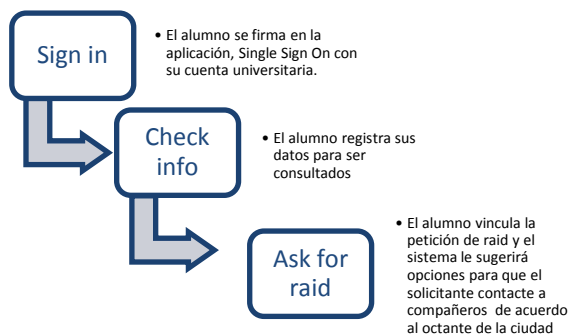 Sign in
• El alumno se firma en la
aplicación, Single Sign On con
su cuenta universitaria.
Check
info
• El alumno registra sus
datos para ser
consultados
Ask for
raid
• El alumno vincula la
petición de raid y el
sistema le sugerirá
opciones para que el
solicitante contacte a
compañeros de acuerdo
al octante de la ciudad